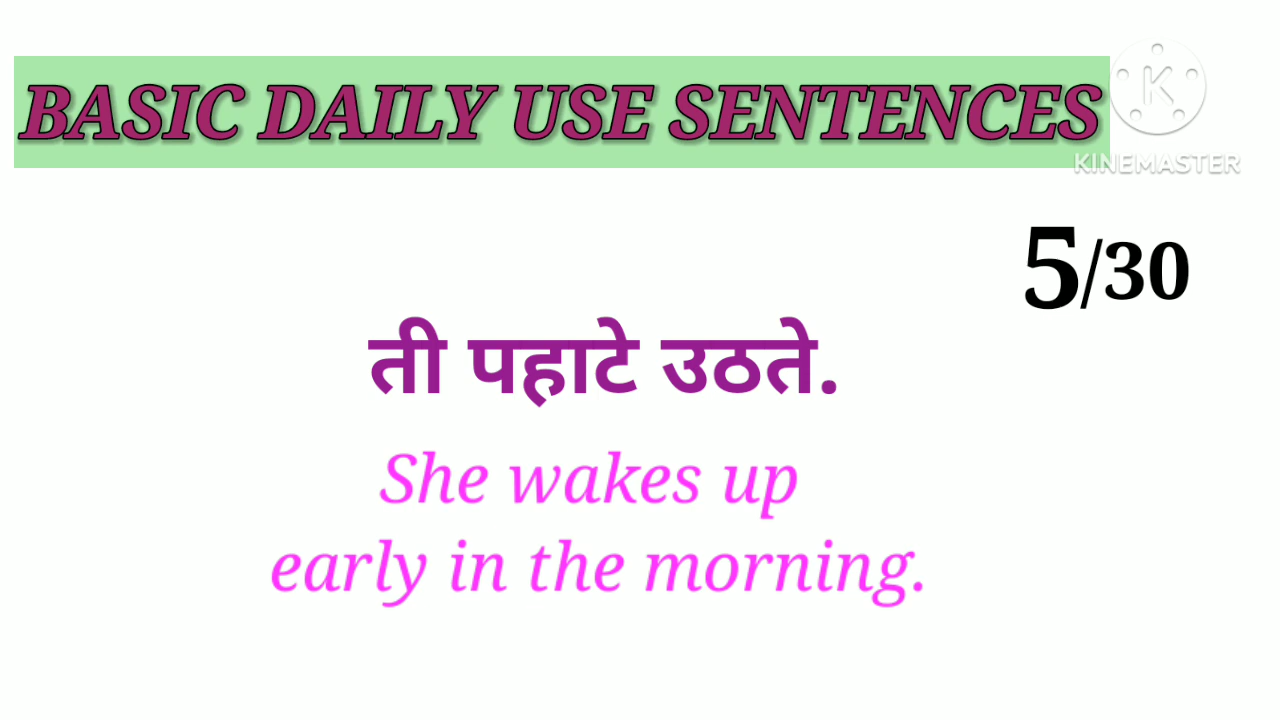 BASIC DAILY USE SENTENCES
K
KINEMASTER
5/30
ती पहाटे उठते.
She wakes up
early in the morning.